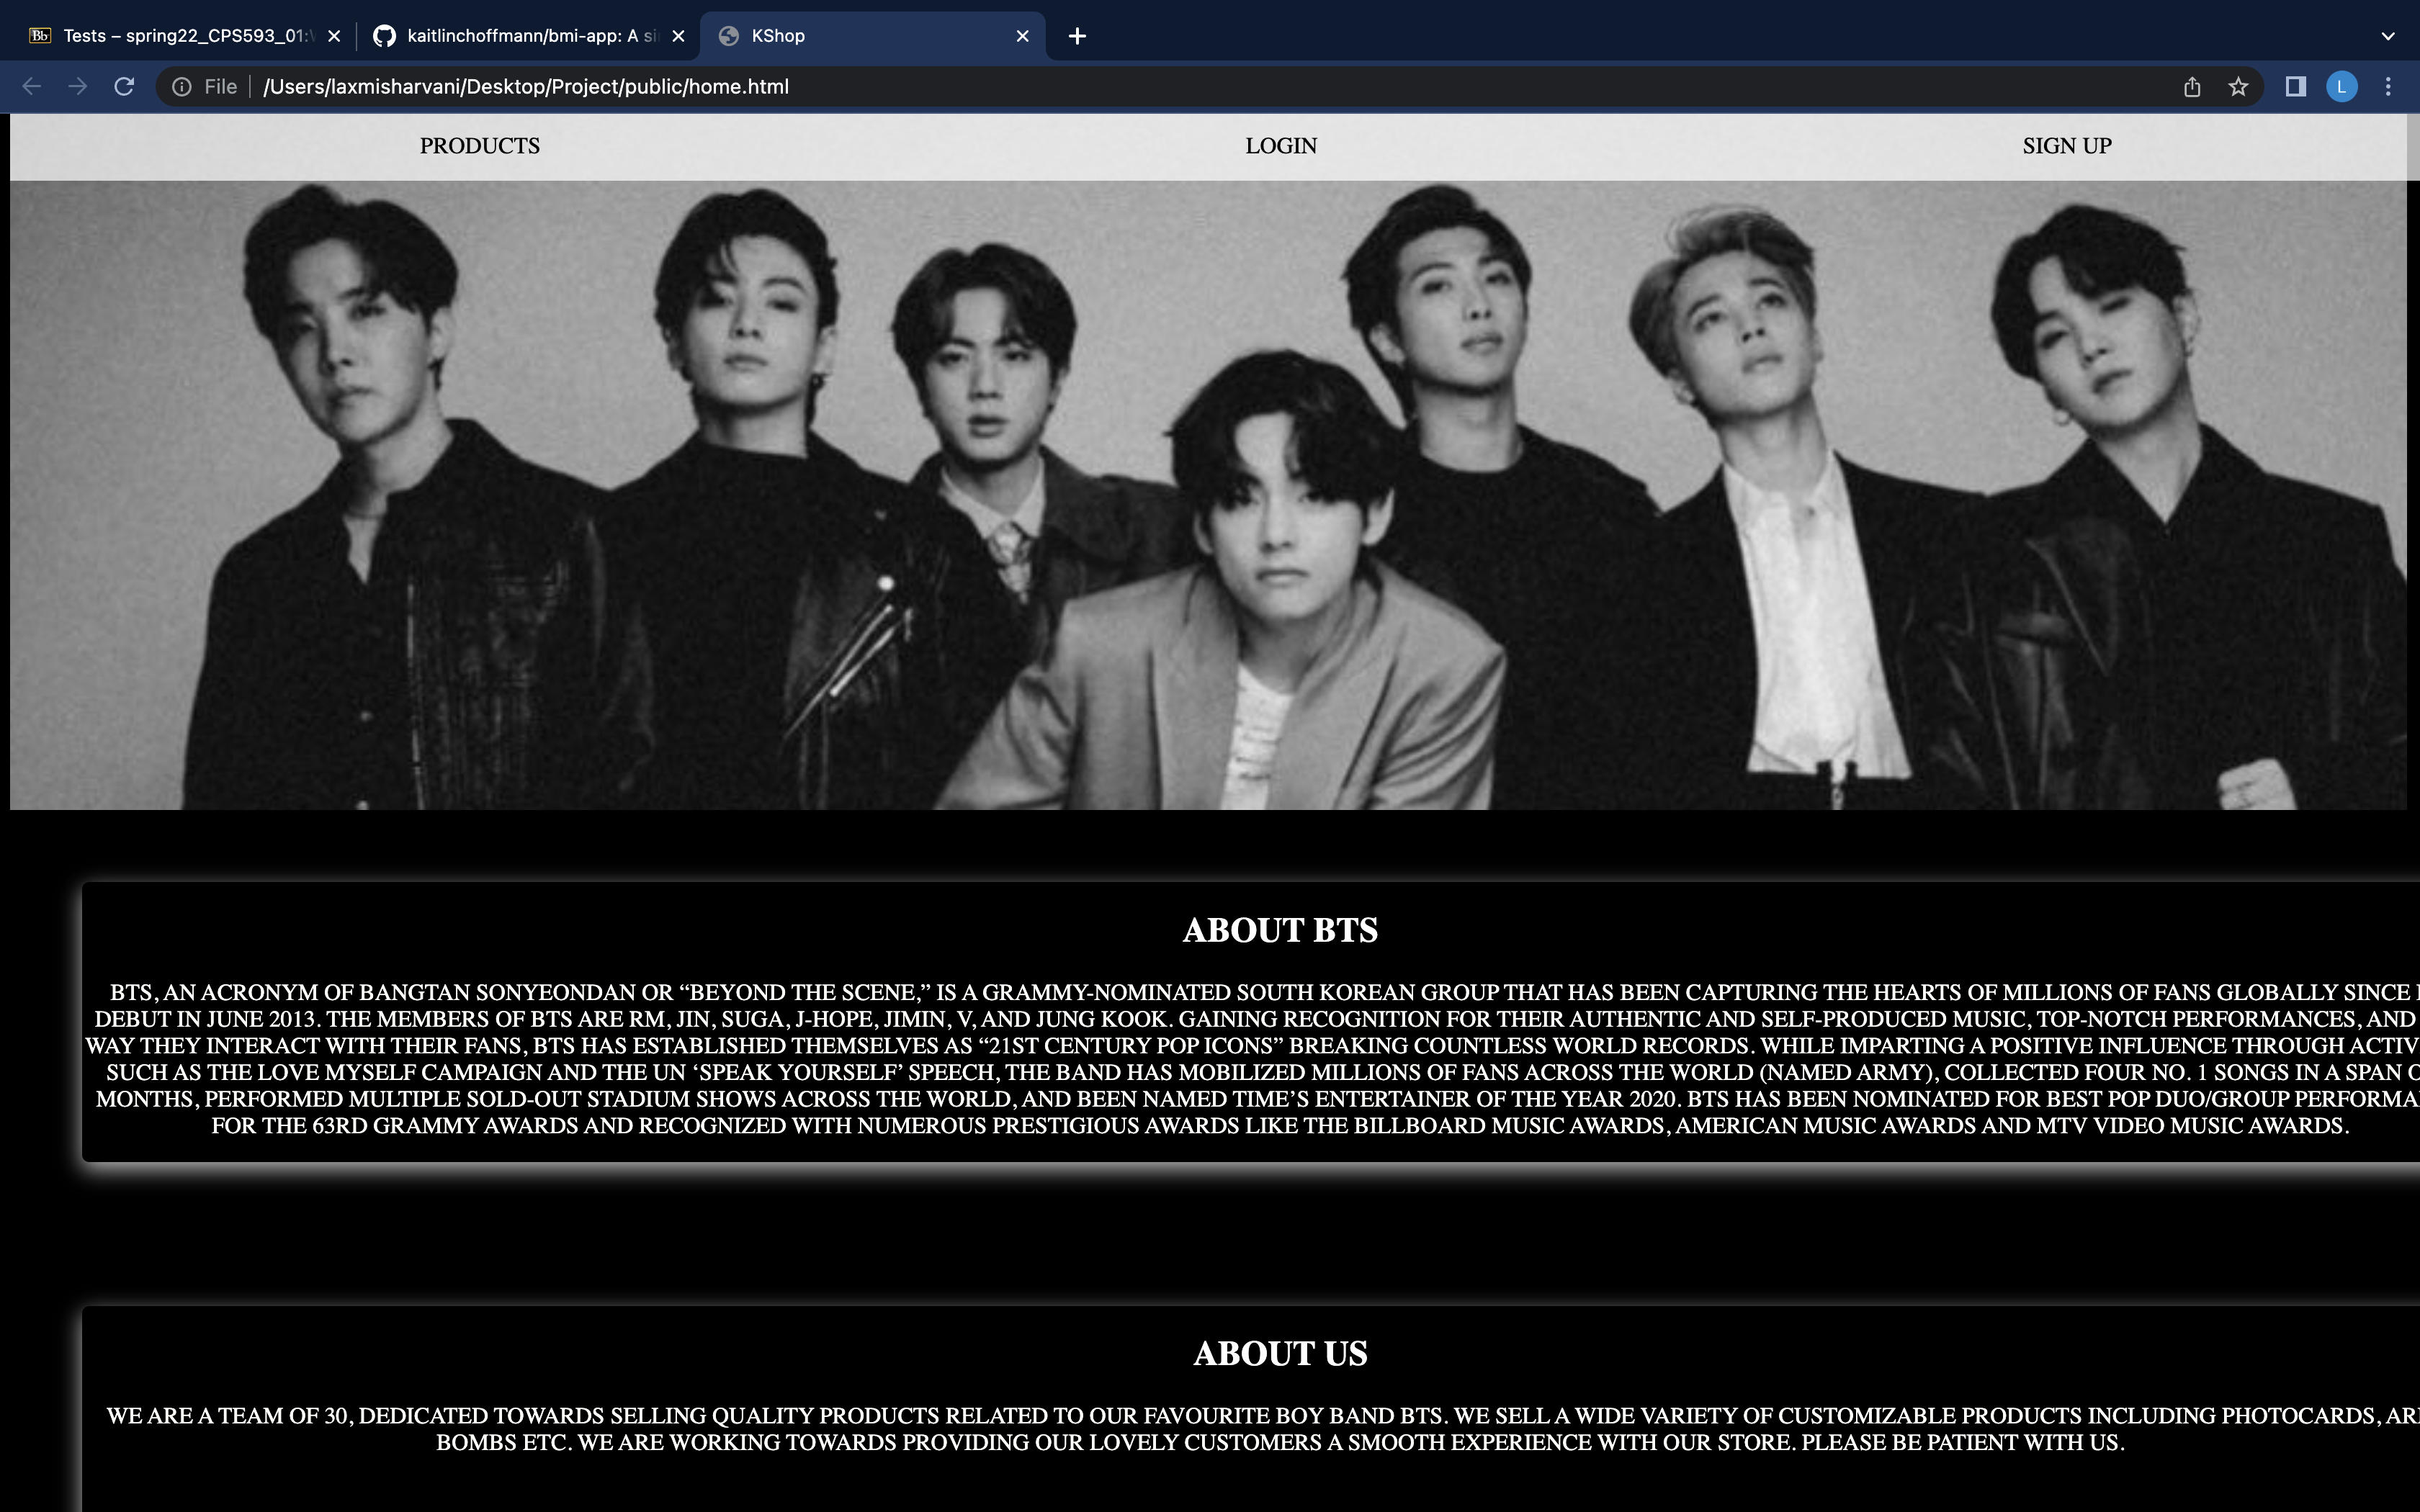 Tests – spring22_CPS593_01:
kaitlinchoffmann/bmi-app: A si
KShop
File
/Users/laxmisharvani/Desktop/Project/public/home.html
L
PRODUCTS
LOGIN
SIGN UP
ABOUT BTS
BTS, AN ACRONYM OF BANGTAN SONYEONDAN OR “BEYOND THE SCENE,” IS A GRAMMY-NOMINATED SOUTH KOREAN GROUP THAT HAS BEEN CAPTURING THE HEARTS OF MILLIONS OF FANS GLOBALLY SINCE
DEBUT IN JUNE 2013. THE MEMBERS OF BTS ARE RM, JIN, SUGA, J-HOPE, JIMIN, V, AND JUNG KOOK. GAINING RECOGNITION FOR THEIR AUTHENTIC AND SELF-PRODUCED MUSIC, TOP-NOTCH PERFORMANCES, AND
WAY THEY INTERACT WITH THEIR FANS, BTS HAS ESTABLISHED THEMSELVES AS “21ST CENTURY POP ICONS” BREAKING COUNTLESS WORLD RECORDS. WHILE IMPARTING A POSITIVE INFLUENCE THROUGH ACTIV
SUCH AS THE LOVE MYSELF CAMPAIGN AND THE UN ‘SPEAK YOURSELF’ SPEECH, THE BAND HAS MOBILIZED MILLIONS OF FANS ACROSS THE WORLD (NAMED ARMY), COLLECTED FOUR NO. 1 SONGS IN A SPAN
MONTHS, PERFORMED MULTIPLE SOLD-OUT STADIUM SHOWS ACROSS THE WORLD, AND BEEN NAMED TIME’S ENTERTAINER OF THE YEAR 2020. BTS HAS BEEN NOMINATED FOR BEST POP DUO/GROUP PERFORMA
FOR THE 63RD GRAMMY AWARDS AND RECOGNIZED WITH NUMEROUS PRESTIGIOUS AWARDS LIKE THE BILLBOARD MUSIC AWARDS, AMERICAN MUSIC AWARDS AND MTV VIDEO MUSIC AWARDS.
ABOUT US
WE ARE A TEAM OF 30, DEDICATED TOWARDS SELLING QUALITY PRODUCTS RELATED TO OUR FAVOURITE BOY BAND BTS. WE SELL A WIDE VARIETY OF CUSTOMIZABLE PRODUCTS INCLUDING PHOTOCARDS,
BOMBS ETC. WE ARE WORKING TOWARDS PROVIDING OUR LOVELY CUSTOMERS A SMOOTH EXPERIENCE WITH OUR STORE. PLEASE BE PATIENT WITH US.